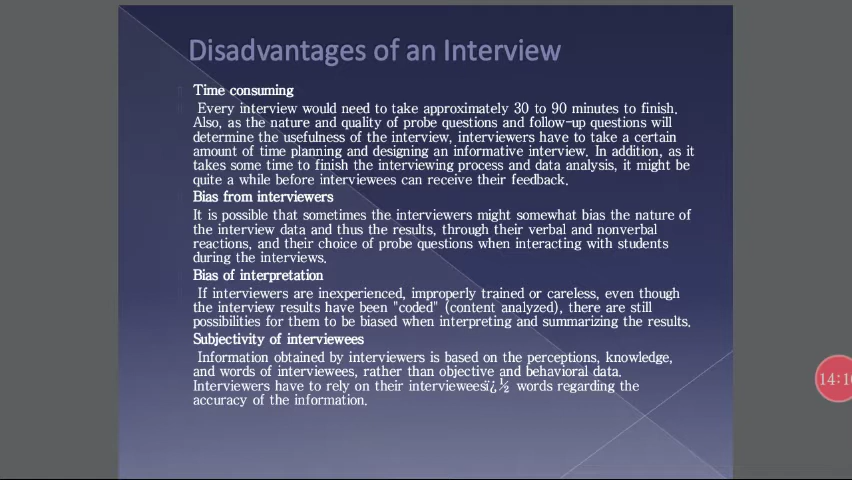 Disadvantages of an Interview
Time consuming
Every interview would need to take approximately 30 to 90 minutes to finish.
Also, as the nature and quality of probe questions and follow-up questions will
determine the usefulness of the interview, interviewers have to take a certain
amount of time planning and designing an informative interview. In addition, as it
takes some time to finish the interviewing process and data analysis, it might be
quite a while before interviewees can receive their feedback.
Bias from interviewers
It is possible that sometimes the interviewers might somewhat bias the nature of
the interview data and thus the results, through their verbal and nonverbal
reactions, and their choice of probe questions when interacting with students
during the interviews.
Bias of interpretation
If interviewers are inexperienced, improperly trained or careless, even though
the interview results have been "coded" (content analyzed), there are still
possibilities for them to be biased when interpreting and summarizing the results.
Subjectivity of interviewees
Information obtained by interviewers is based on the perceptions, knowledge,
and words of interviewees, rather than objective and behavioral data.
Interviewers have to rely on their intervieweesï¿½ words regarding the
accuracy of the information.